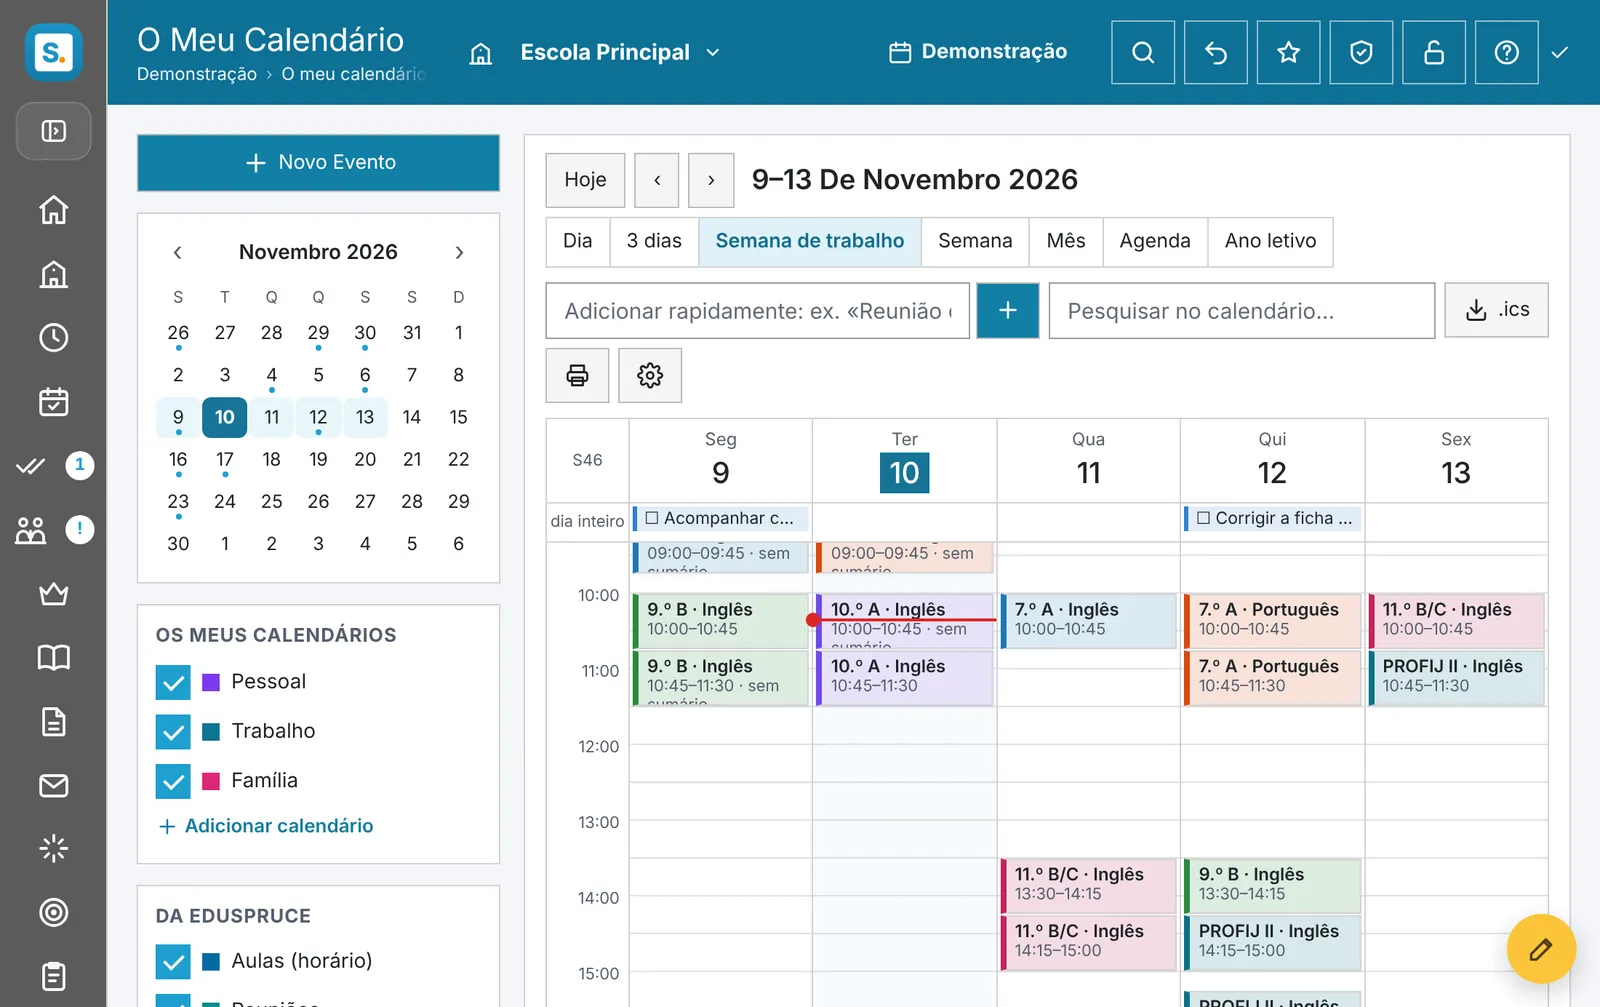 S.
O Meu Calendário
Demonstração › O meu calendário
Escola Principal
Demonstração
Novo Evento
Novembro 2026
S T Q Q S S D
26 27 28 29 30 31 1
2 3 4 5 6 7 8
9 10 11 12 13 14 15
16 17 18 19 20 21 22
23 24 25 26 27 28 29
30 1 2 3 4 5 6
OS MEUS CALENDÁRIOS
Pessoal
Trabalho
Família
Adicionar calendário
DA EDUSPRUCE
Aulas (horário)
1
!
Hoje ‹ › 9–13 De Novembro 2026
Dia 3 dias Semana de trabalho Semana Mês Agenda Ano letivo
Adicionar rapidamente: ex. «Reunião
+
Pesquisar no calendário...
.ics
S46
Seg 9
Ter 10
Qua 11
Qui 12
Sex 13
dia inteiro
Acompanhar c...
Corrigir a ficha ...
09:00–09:45 · sem
sumário
09:00–09:45 · sem
sumário
10:00
9.º B · Inglês
10:00–10:45
10.º A · Inglês
10:00–10:45 · sem
sumário
7.º A · Inglês
10:00–10:45
7.º A · Português
10:00–10:45
11.º B/C · Inglês
10:00–10:45
11:00
9.º B · Inglês
10:45–11:30 · sem
sumário
10.º A · Inglês
10:45–11:30
7.º A · Português
10:45–11:30
PROFIJ II · Inglês
10:45–11:30
12:00
13:00
11.º B/C · Inglês
13:30–14:15
9.º B · Inglês
13:30–14:15
14:00
11.º B/C · Inglês
14:15–15:00
PROFIJ II · Inglês
14:15–15:00
15:00
PROFIJ II · Inglês